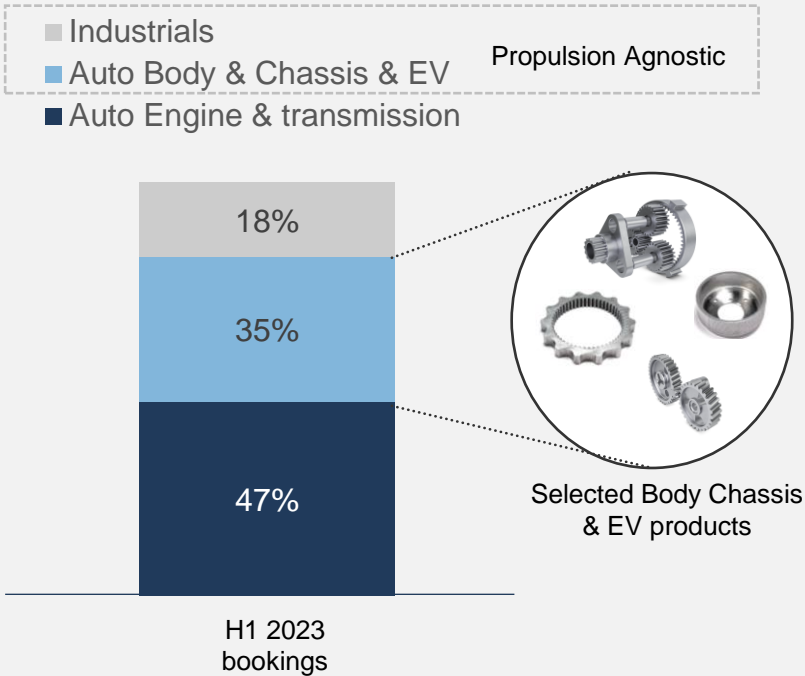 Industrials
Auto Body & Chassis & EV
Propulsion Agnostic
Auto Engine & transmission
18%
35%
47%
Selected Body Chassis
& EV products
H1 2023
bookings